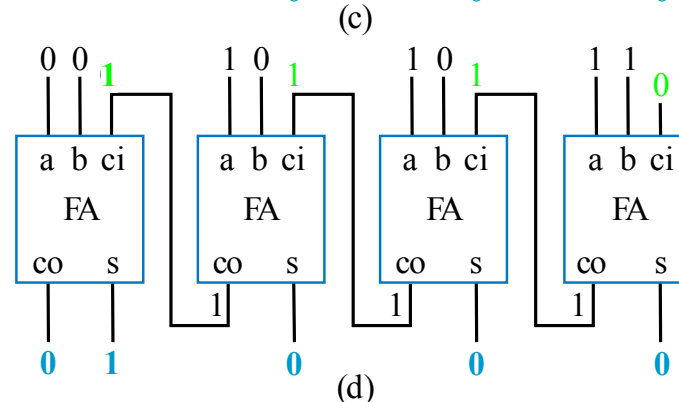 (c)
0 0 1 1 0 1 1 0 1 1 1 0
a b ci a b ci a b ci a b ci
FA FA FA FA
co s co s co s co s
1 1 1
0 1 0 0 0
(d)